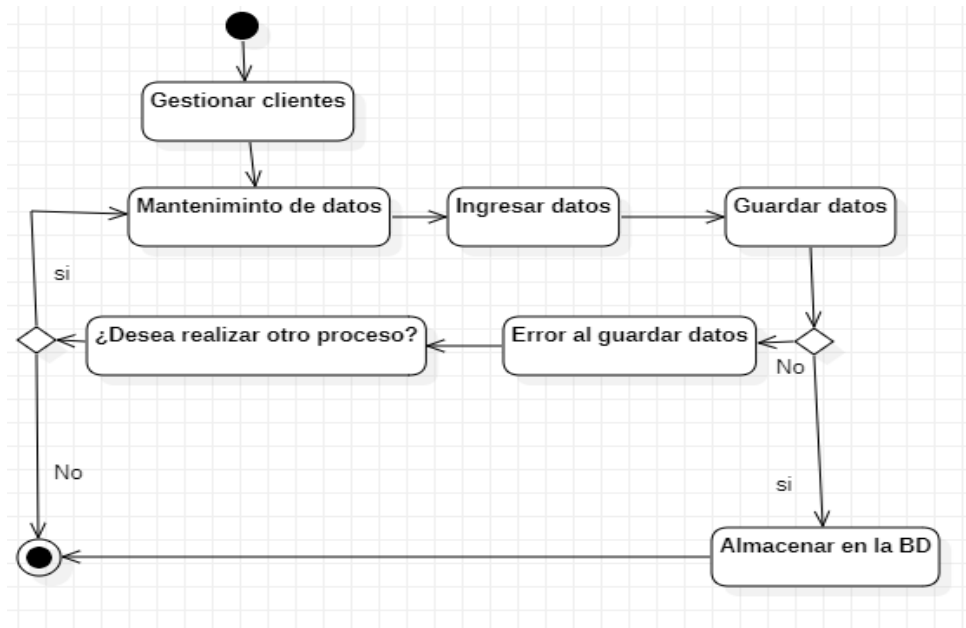 Gestionar clientes
Manteniminto de datos
Ingresar datos
Guardar datos
si
¿Desea realizar otro proceso?
Error al guardar datos
No
No
si
Almacenar en la BD